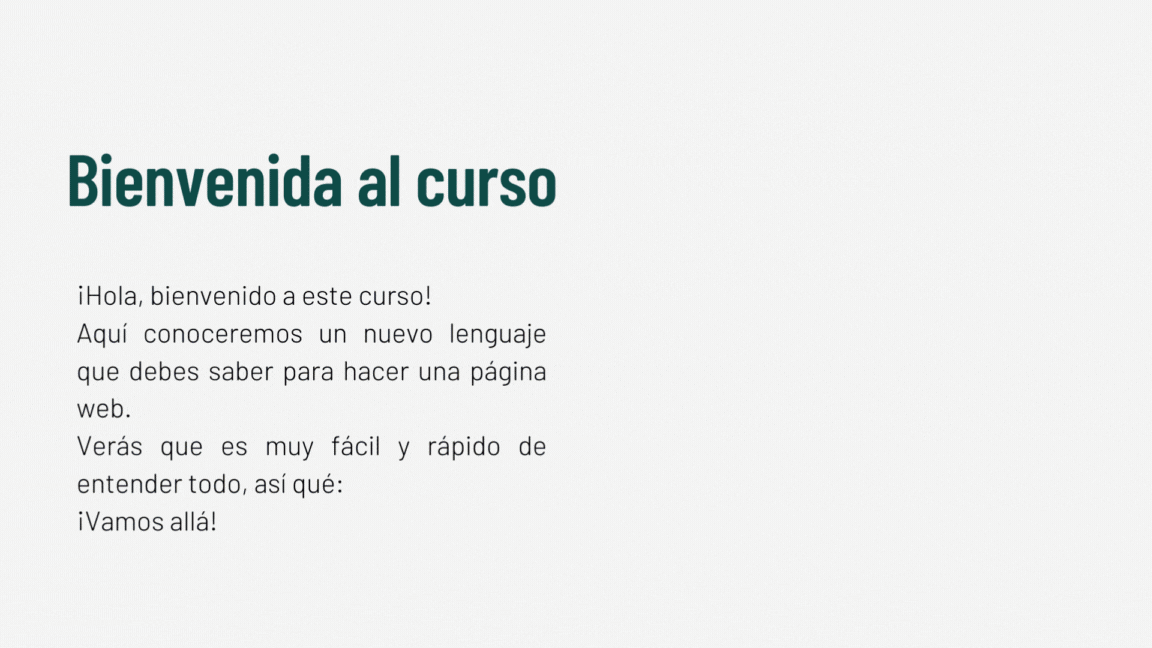 Bienvenida al curso
¡Hola, bienvenido a este curso!
Aquí conoceremos un nuevo lenguaje
que debes saber para hacer una página
web.
Verás que es muy fácil y rápido de
entender todo, así qué:
¡Vamos allá!